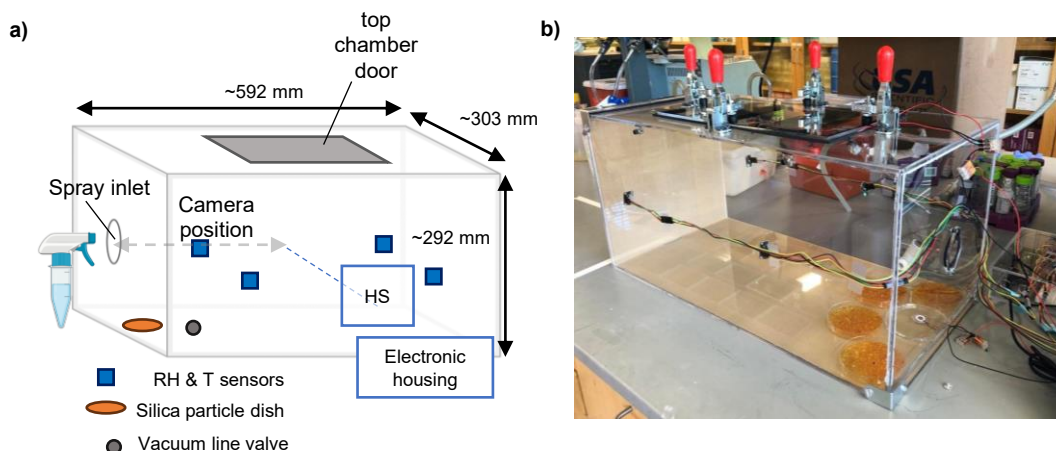 a)
top
chamber
door
~592 mm
~303 mm
Spray inlet
Camera
position
~292 mm
HS
Electronic
housing
RH & T sensors
Silica particle dish
Vacuum line valve
b)
SA